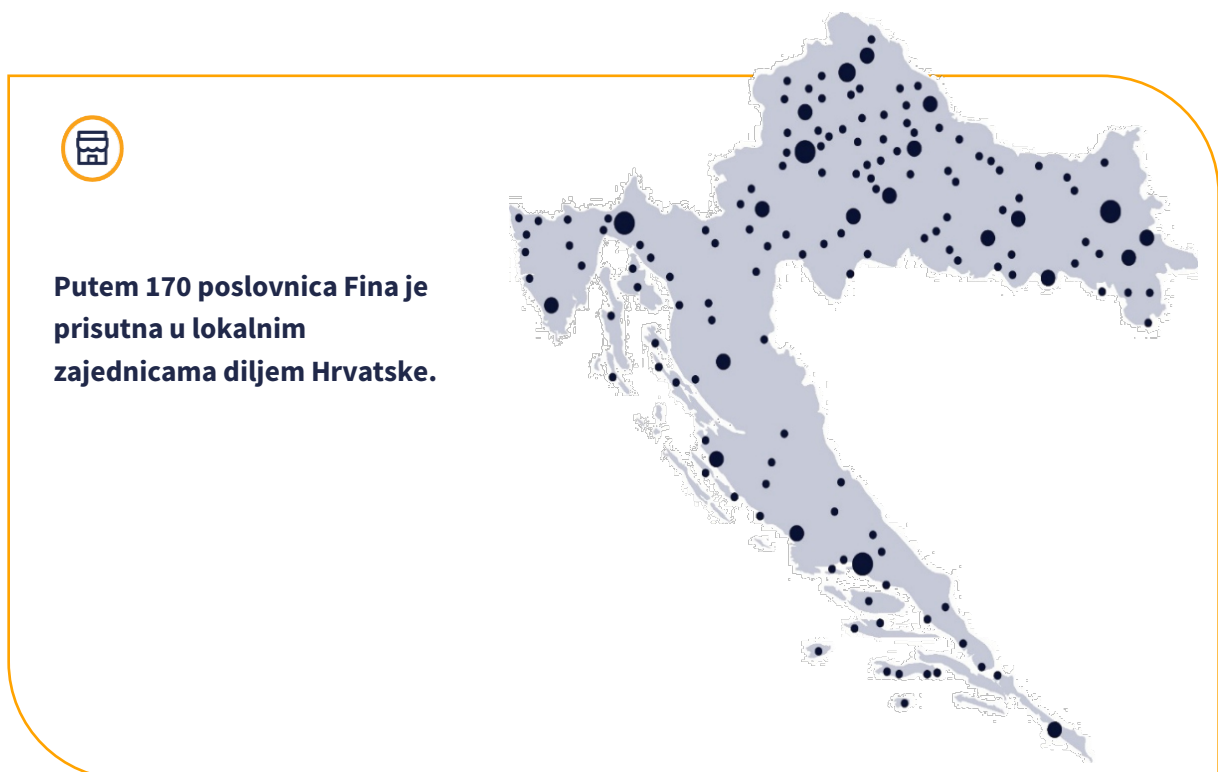 Putem 170 poslovnica Fina je
prisutna u lokalnim
zajednicama diljem Hrvatske.